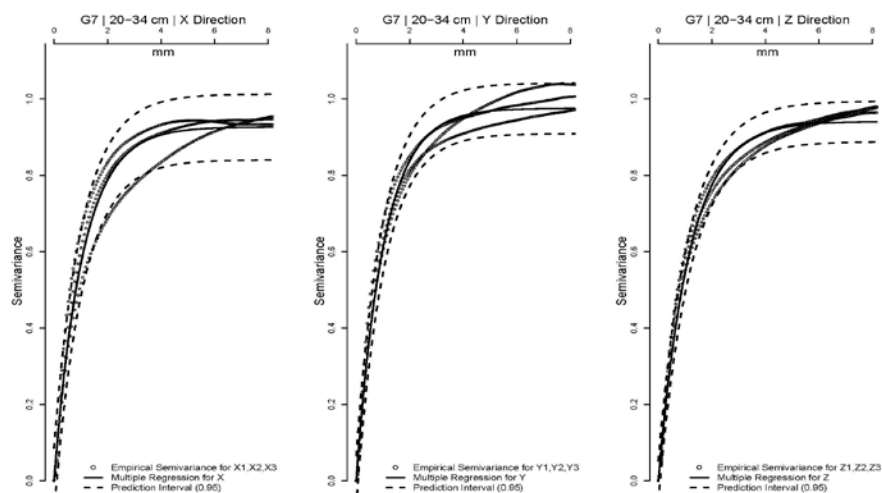 G7 | 20−34 cm | X Direction
0 2 4 6 8
mm
Semivariance
0.0 0.2 0.4 0.6 0.8 1.0
Empirical Semivariance for X1,X2,X3
Multiple Regression for X
Prediction Interval (0.95)
G7 | 20−34 cm | Y Direction
0 2 4 6 8
mm
Semivariance
0.0 0.2 0.4 0.6 0.8 1.0
Empirical Semivariance for Y1,Y2,Y3
Multiple Regression for Y
Prediction Interval (0.95)
G7 | 20−34 cm | Z Direction
0 2 4 6 8
mm
Semivariance
0.0 0.2 0.4 0.6 0.8 1.0
Empirical Semivariance for Z1,Z2,Z3
Multiple Regression for Z
Prediction Interval (0.95)